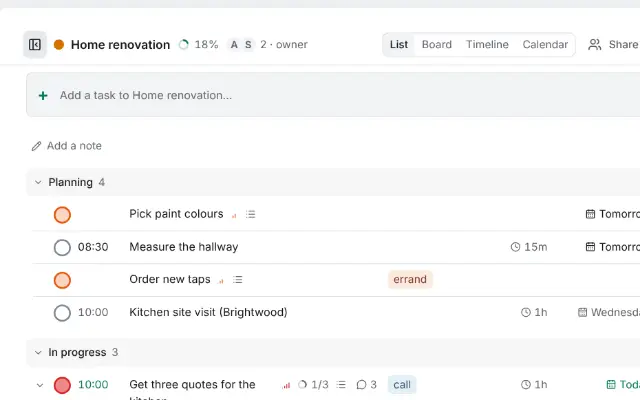 Home renovation 18% A S 2 · owner List Board Timeline Calendar Share
Add a task to Home renovation...
Add a note
Planning 4
Pick paint colours Tomorro
08:30 Measure the hallway 15m Tomorro
Order new taps errand
10:00 Kitchen site visit (Brightwood) 1h Wednesda
In progress 3
10:00 Get three quotes for the 1/3 3 call 1h Toda
kitchen